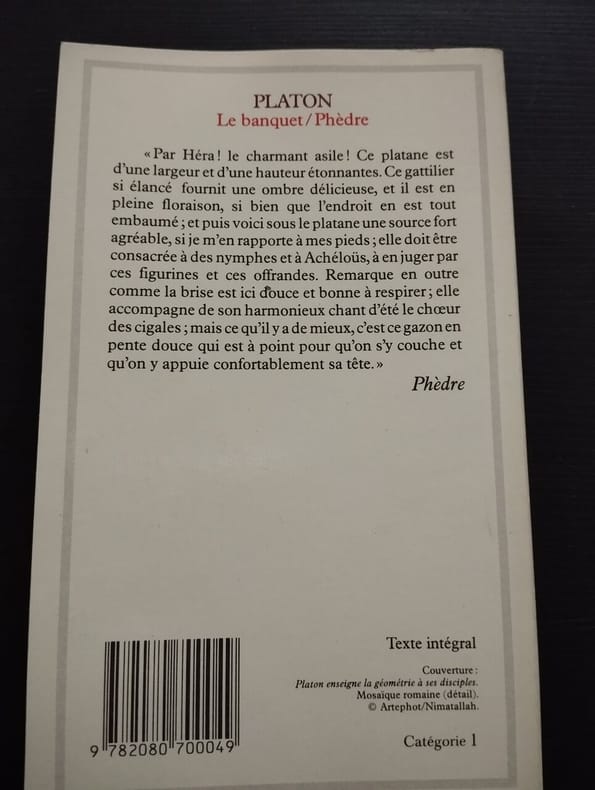 PLATON
Le banquet/Phèdre
« Par Héra! le charmant asile! Ce platane est
d'une largeur et d'une hauteur étonnantes. Ce gattilier
si élancé fournit une ombre délicieuse, et il est en
pleine floraison, si bien que l'endroit en est tout
embaumé ; et puis voici sous le platane une source fort
agréable, si je m'en rapporte à mes pieds ; elle doit être
consacrée à des nymphes et à Achéloüs, à en juger par
ces figurines et ces offrandes. Remarque en outre
comme la brise est ici douce et bonne à respirer ; elle
accompagne de son harmonieux chant d'été le chœur
des cigales ; mais ce qu'il y a de mieux, c'est ce gazon en
pente douce qui est à point pour qu'on s'y couche et
qu'on y appuie confortablement sa tête. »
Phèdre
Texte intégral
Couverture :
Platon enseigne la géométrie à ses disciples.
Mosaïque romaine (détail).
© Artephot/Nimatallah.
Catégorie 1
9 782080 700049